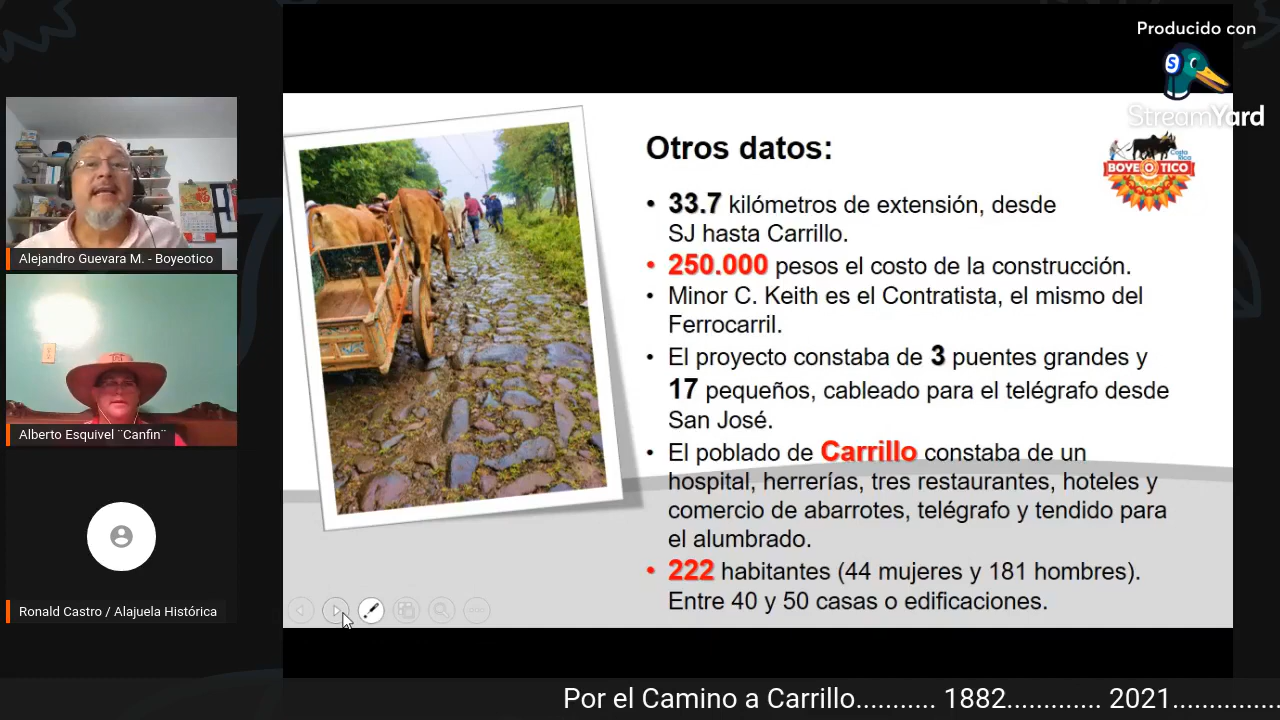 Producido con
StreamYard
Alejandro Guevara M. - Boyeotico
Alberto Esquivel ¨Canfin¨
Ronald Castro / Alajuela Histórica
Costa
Rica
BOYEOTICO
Otros datos:
• 33.7 kilómetros de extensión, desde
SJ hasta Carrillo.
• 250.000 pesos el costo de la construcción.
• Minor C. Keith es el Contratista, el mismo del
Ferrocarril.
• El proyecto constaba de 3 puentes grandes y
17 pequeños, cableado para el telégrafo desde
San José.
• El poblado de Carrillo constaba de un
hospital, herrerías, tres restaurantes, hoteles y
comercio de abarrotes, telégrafo y tendido para
el alumbrado.
• 222 habitantes (44 mujeres y 181 hombres).
Entre 40 y 50 casas o edificaciones.
Por el Camino a Carrillo........... 1882............. 2021...............